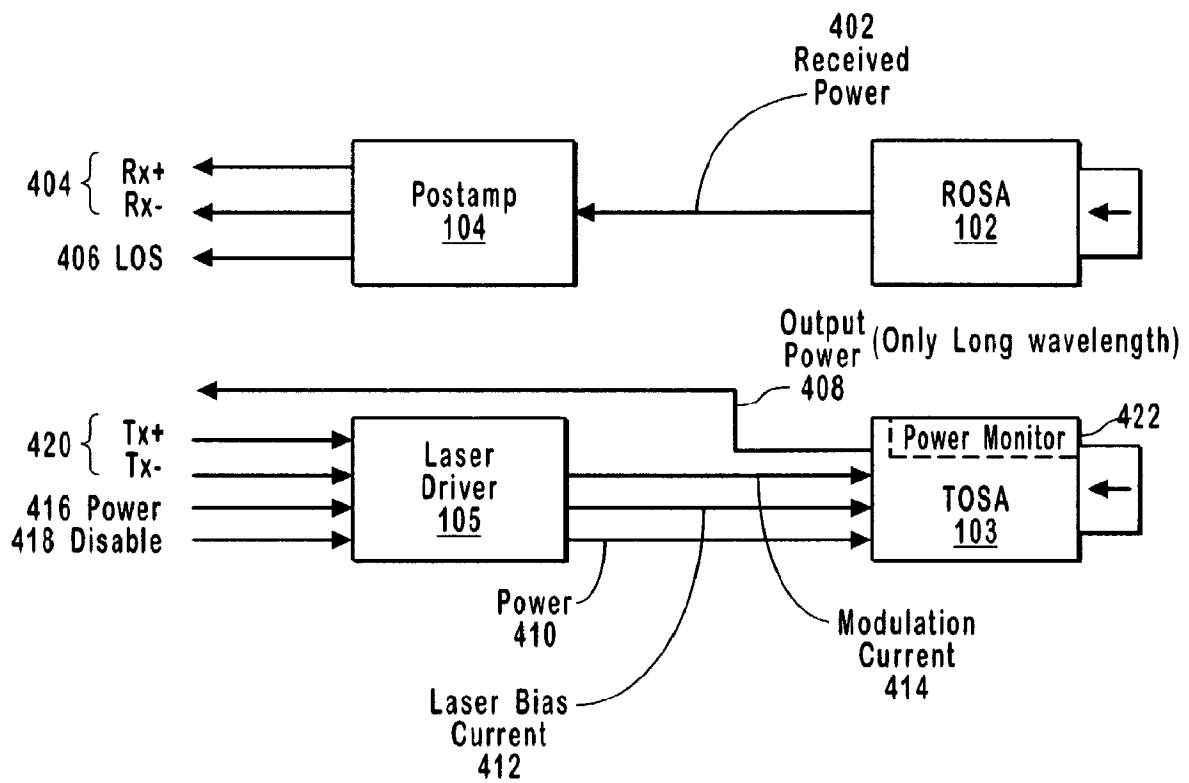 402
Received
Power
404
Rx+
Rx-
406 LOS
Postamp
104
ROSA
102
Output
Power
408
(Only Long wavelength)
420
Tx+
Tx-
416 Power
418 Disable
Laser
Driver
105
Power Monitor
422
TOSA
103
Power
410
Modulation
Current
414
Laser Bias
Current
412